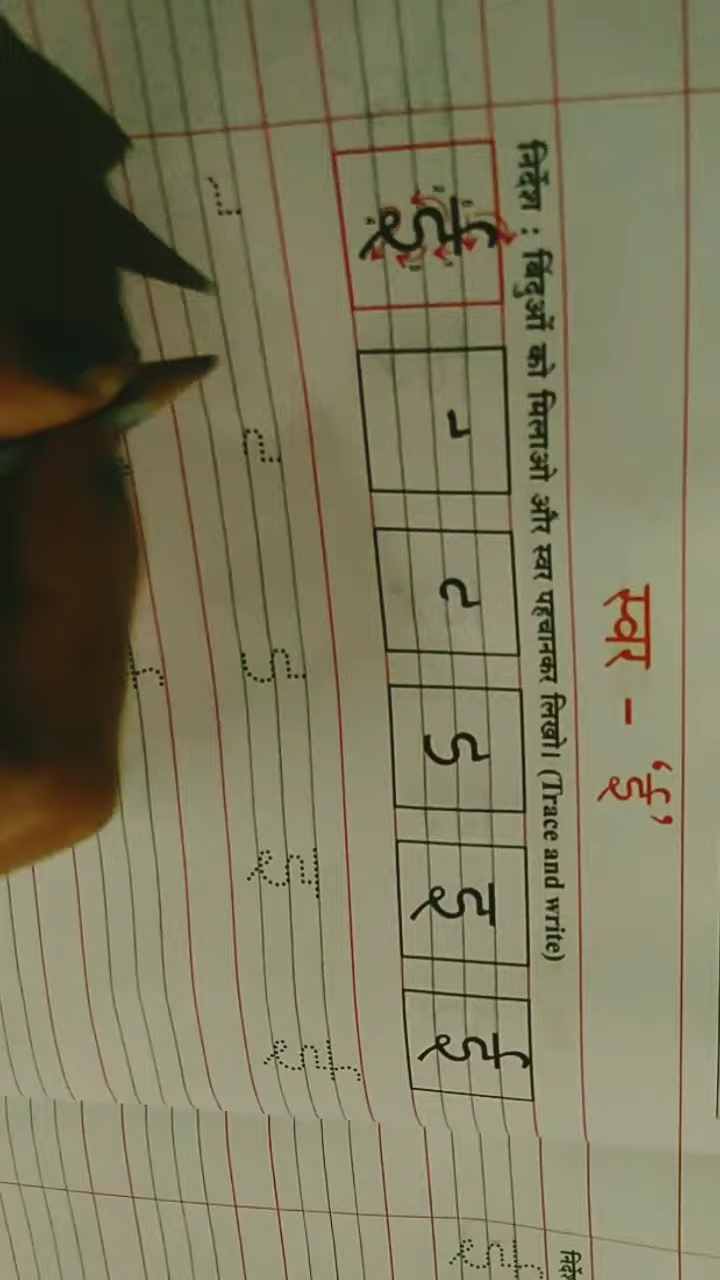 स्वर - ‘ई’
निर्देश : बिंदुओं को मिलाओ और स्वर पहचानकर लिखो। (Trace and write)
ई इ ई
इ ई
ई